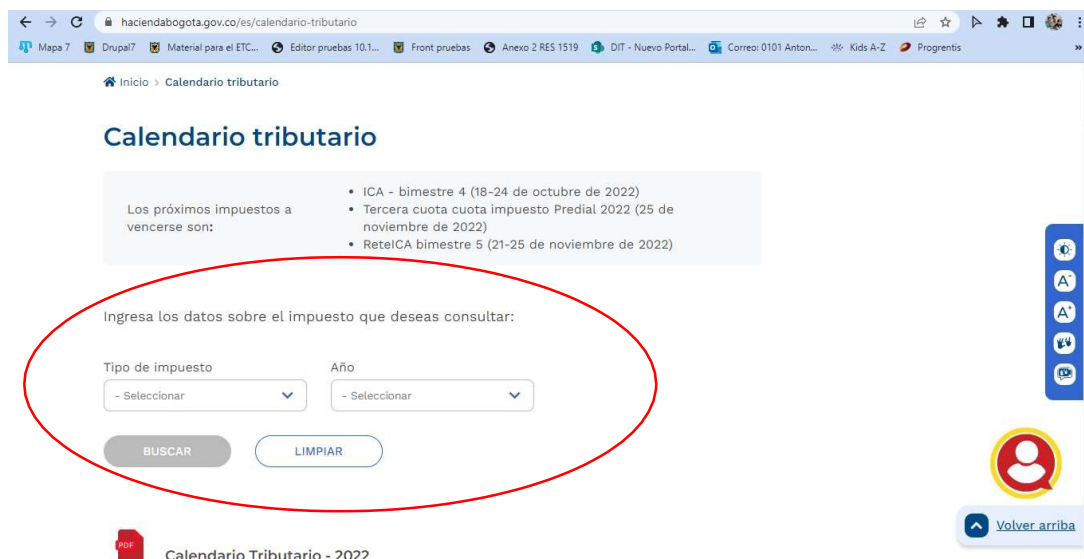 haciendabogota.gov.co/es/calendario-tributario
Mapa 7 Drupal7 Material para el ETC... Editor pruebas 10.1... Front pruebas Anexo 2 RES 1519 DIT - Nuevo Portal... Correo: 0101 Anton... Kids A-Z Progrentis »
Inicio > Calendario tributario
Calendario tributario
Los próximos impuestos a
vencerse son:
• ICA - bimestre 4 (18-24 de octubre de 2022)
• Tercera cuota cuota impuesto Predial 2022 (25 de
noviembre de 2022)
• ReteICA bimestre 5 (21-25 de noviembre de 2022)
A-
A+
Ingresa los datos sobre el impuesto que deseas consultar:
Tipo de impuesto Año
- Seleccionar - Seleccionar
BUSCAR LIMPIAR
Volver arriba
PDF
Calendario Tributario - 2022